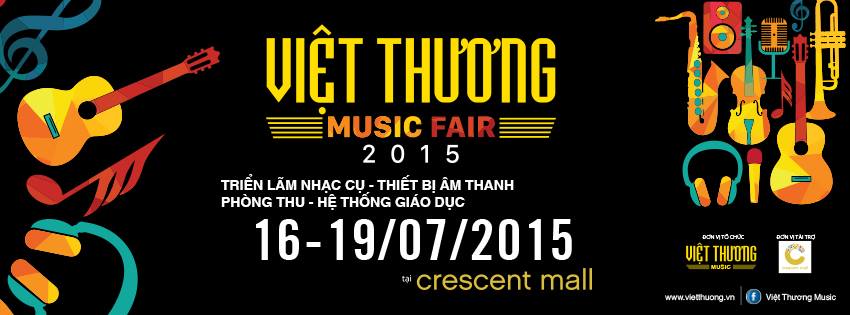 VIỆT THƯƠNG
MUSIC FAIR
2015
TRIỂN LÃM NHẠC CỤ - THIẾT BỊ ÂM THANH
PHÒNG THU - HỆ THỐNG GIÁO DỤC
16-19/07/2015
tại crescent mall
ĐƠN VỊ TỔ CHỨC
VIỆT THƯƠNG
MUSIC
ĐƠN VỊ TÀI TRỢ
crescent mall
www.vietthuong.vn
f Việt Thương Music